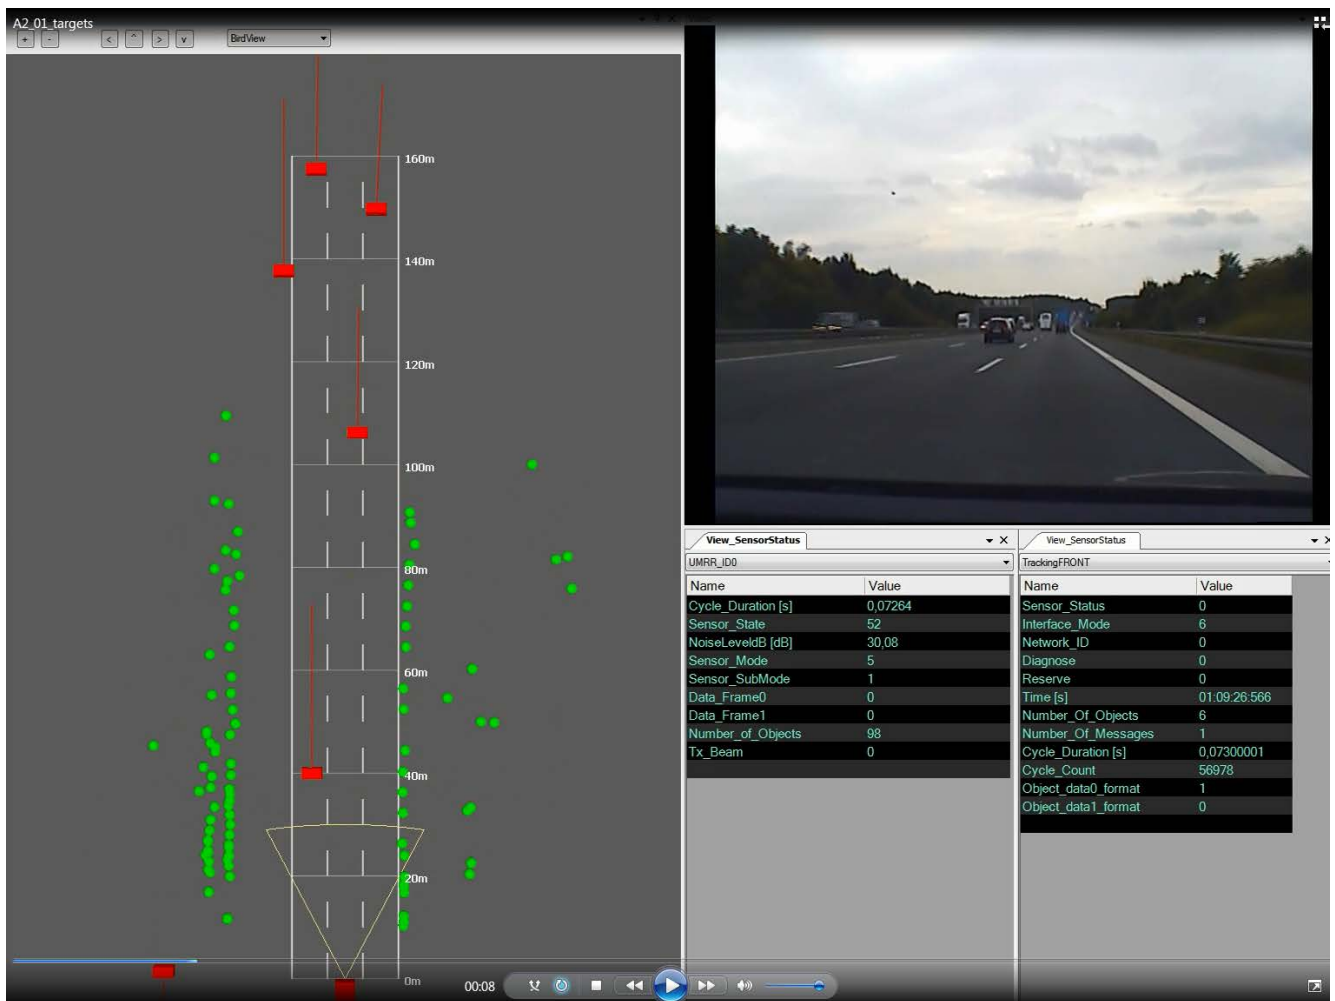 A2_01_targets
+ - < ^ > v BirdView
160m
140m
120m
100m
80m
60m
40m
20m
0m
00:08
View_SensorStatus
UMRR_ID0
Name Value
Cycle_Duration [s] 0,07264
Sensor_State 52
NoiseLeveldB [dB] 30,08
Sensor_Mode 5
Sensor_SubMode 1
Data_Frame0 0
Data_Frame1 0
Number_of_Objects 98
Tx_Beam 0
View_SensorStatus
TrackingFRONT
Name Value
Sensor_Status 0
Interface_Mode 6
Network_ID 0
Diagnose 0
Reserve 0
Time [s] 01:09:26:566
Number_Of_Objects 6
Number_Of_Messages 1
Cycle_Duration [s] 0,07300001
Cycle_Count 56978
Object_data0_format 1
Object_data1_format 0